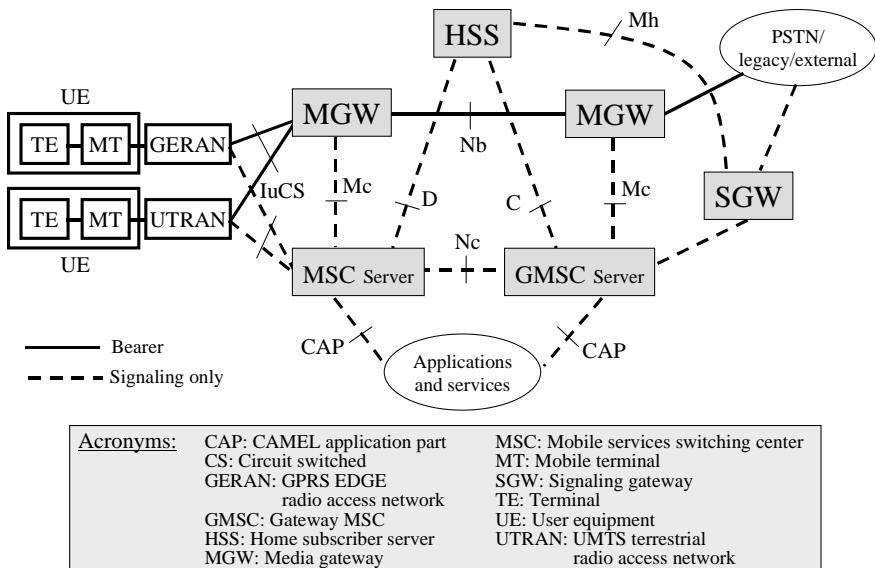 HSS
Mh
PSTN/
legacy/external
UE
MGW
MGW
TE
MT
GERAN
Nb
IuCS
Mc
D
C
Mc
SGW
TE
MT
UTRAN
UE
Nc
MSC Server
GMSC Server
CAP
CAP
Applications
and services
Bearer
Signaling only
Acronyms:
CAP: CAMEL application part
CS: Circuit switched
GERAN: GPRS EDGE
radio access network
GMSC: Gateway MSC
HSS: Home subscriber server
MGW: Media gateway
MSC: Mobile services switching center
MT: Mobile terminal
SGW: Signaling gateway
TE: Terminal
UE: User equipment
UTRAN: UMTS terrestrial
radio access network